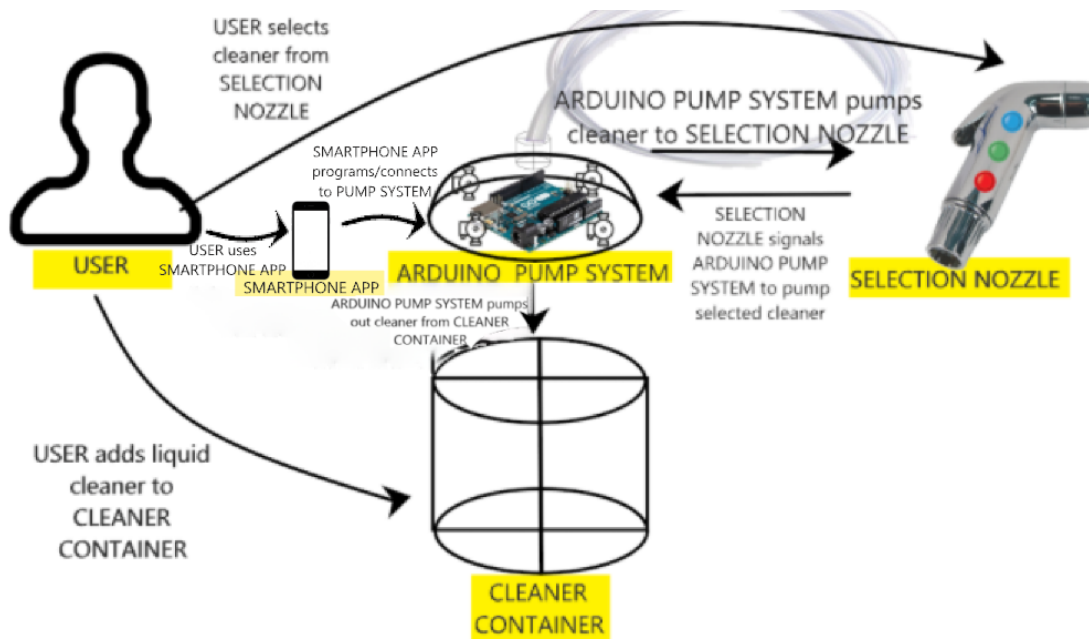 USER selects
cleaner from
SELECTION
NOZZLE
ARDUINO PUMP SYSTEM pumps
cleaner to SELECTION NOZZLE
SMARTPHONE APP
programs/connects
to PUMP SYSTEM
USER
USER uses
SMARTPHONE APP
SMARTPHONE APP
ARDUINO PUMP SYSTEM
SELECTION
NOZZLE signals
ARDUINO PUMP
SYSTEM to pump
selected cleaner
SELECTION NOZZLE
ARDUINO PUMP SYSTEM pumps
out cleaner from CLEANER
CONTAINER
USER adds liquid
cleaner to
CLEANER
CONTAINER
CLEANER
CONTAINER